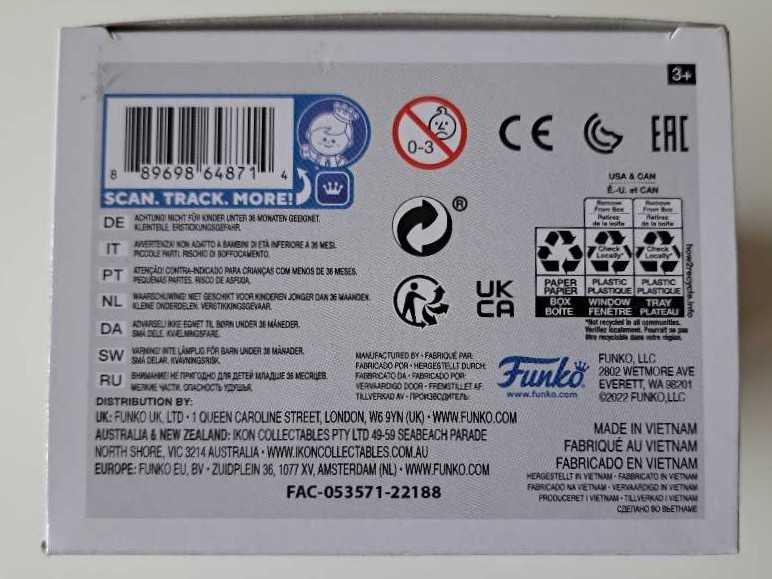 3+
8 89698 64871 4
SCAN. TRACK. MORE!
0-3
CE
EAC
DE ACHTUNG! NICHT FÜR KINDER UNTER 36 MONATEN GEEIGNET.
KLEINTEILE. ERSTICKUNGSGEFAHR.
IT AVVERTENZA! NON ADATTO A BAMBINI DI ETÀ INFERIORE A 36 MESI.
PICCOLE PARTI. RISCHIO DI SOFFOCAMENTO.
PT ATENÇÃO! CONTRA-INDICADO PARA CRIANÇAS COM MENOS DE 36 MESES.
PEQUENAS PARTES. RISCO DE ASFIXIA.
NL WAARSCHUWING! NIET GESCHIKT VOOR KINDEREN JONGER DAN 36 MAANDEN.
KLEINE ONDERDELEN. VERSTIKKINGSGEVAAR.
DA ADVARSEL! IKKE EGNET TIL BØRN UNDER 36 MÅNEDER.
SMÅ DELE. KVÆLNINGSFARE.
SW VARNING! INTE LÄMPLIG FÖR BARN UNDER 36 MÅNADER.
SMÅ DELAR. KVÄVNINGSRISK.
RU ВНИМАНИЕ! НЕ ПРИГОДНО ДЛЯ ДЕТЕЙ МЛАДШЕ 36 МЕСЯЦЕВ.
МЕЛКИЕ ЧАСТИ. ОПАСНОСТЬ УДУШЬЯ.
®
UK
CA
USA & CAN
É.-U. et CAN
Remove From Box
Retirez de la boîte
Remove From Box
Retirez de la boîte
Check Locally*
Check Locally*
PAPER PAPIER
PLASTIC PLASTIQUE
PLASTIC PLASTIQUE
BOX BOÎTE
WINDOW FENÊTRE
TRAY PLATEAU
*Not recycled in all communities.
Vérifiez localement. Pourrait ne pas
être recyclable dans votre région.
how2recycle.info
MANUFACTURED BY • FABRIQUÉ PAR:
FABRICADO POR • HERGESTELLT DURCH:
FABBRICATO DA • FABRICADO POR:
VERVAARDIGD DOOR • FREMSTILLET AF:
TILLVERKAD AV • ПРОИЗВОДИТЕЛЬ:
Funko®
www.funko.com
FUNKO, LLC
2802 WETMORE AVE
EVERETT, WA 98201
©2022 FUNKO,LLC
DISTRIBUTION BY:
UK: FUNKO UK, LTD • 1 QUEEN CAROLINE STREET, LONDON, W6 9YN (UK) • WWW.FUNKO.COM
AUSTRALIA & NEW ZEALAND: IKON COLLECTABLES PTY LTD 49-59 SEABEACH PARADE
NORTH SHORE, VIC 3214 AUSTRALIA • WWW.IKONCOLLECTABLES.COM.AU
EUROPE: FUNKO EU, BV • ZUIDPLEIN 36, 1077 XV, AMSTERDAM (NL) • WWW.FUNKO.COM
FAC-053571-22188
MADE IN VIETNAM
FABRIQUÉ AU VIETNAM
FABRICADO EN VIETNAM
HERGESTELLT IN VIETNAM • FABBRICATO IN VIETNAM
FABRICADO NA VIETNAM • VERVAARDIGD IN VIETNAM
PRODUCERET I VIETNAM • TILLVERKAD I VIETNAM
СДЕЛАНО ВО ВЬЕТНАМЕ